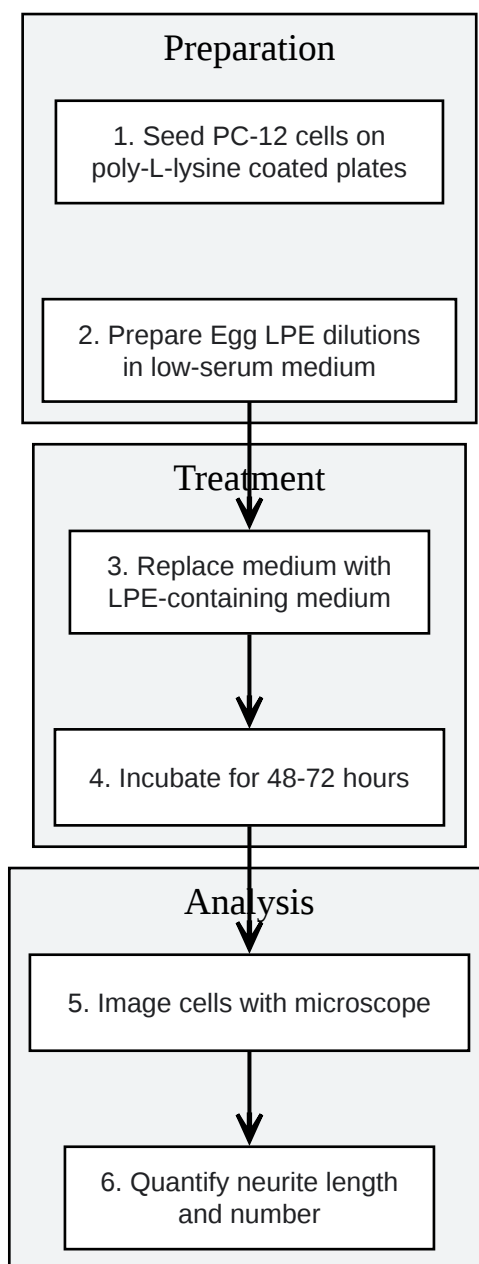 Preparation
1. Seed PC-12 cells on
poly-L-lysine coated plates
2. Prepare Egg LPE dilutions
in low-serum medium
Treatment
3. Replace medium with
LPE-containing medium
4. Incubate for 48-72 hours
Analysis
5. Image cells with microscope
6. Quantify neurite length
and number